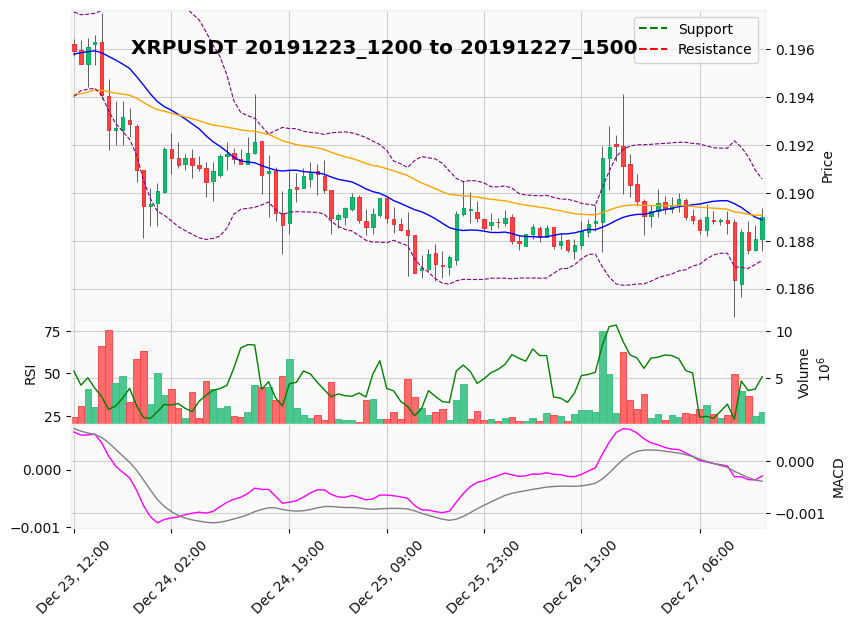 XRPUSDT 20191223_1200 to 20191227_1500
Support
Resistance
0.196
0.194
0.192
0.190
0.188
0.186
Price
75
50
25
RSI
10
5
Volume
10^6
0.000
−0.001
0.000
−0.001
MACD
Dec 23, 12:00
Dec 24, 02:00
Dec 24, 19:00
Dec 25, 09:00
Dec 25, 23:00
Dec 26, 13:00
Dec 27, 06:00